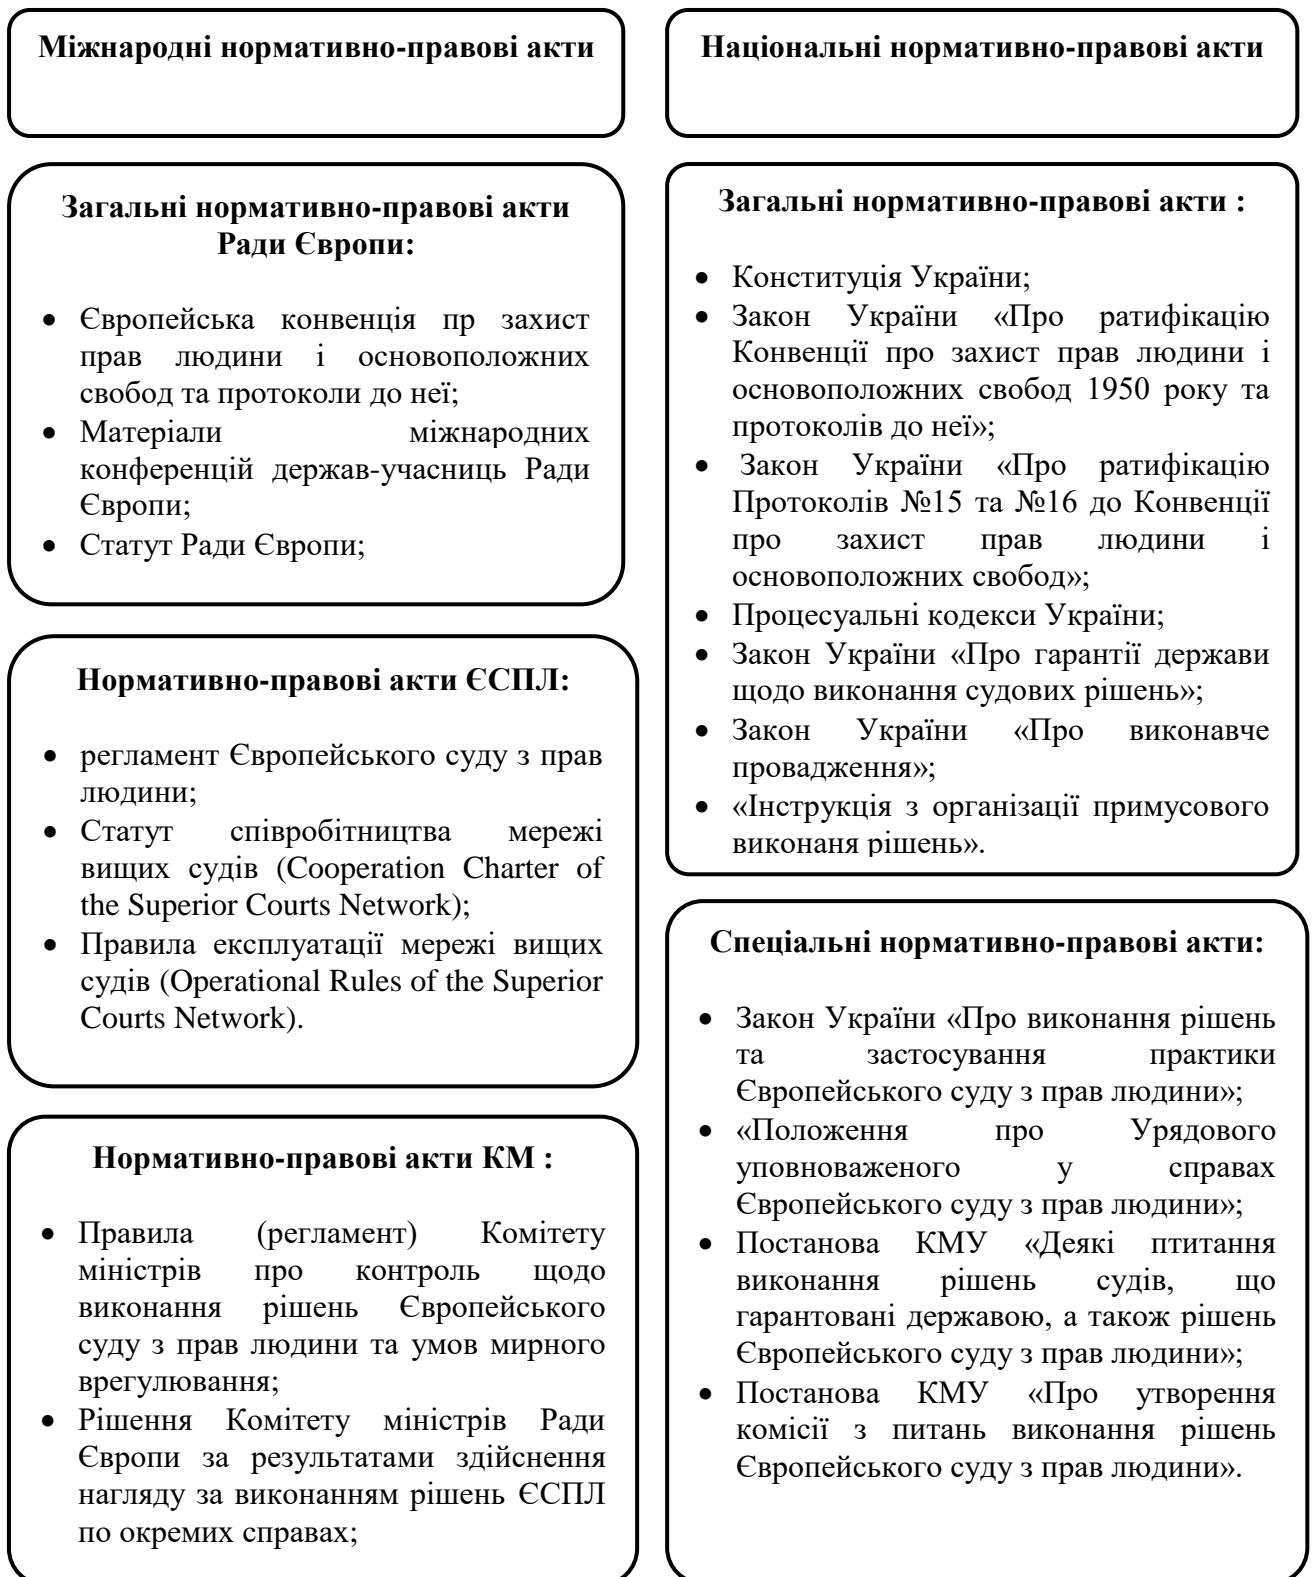 Міжнародні нормативно-правові акти
Загальні нормативно-правові акти
Ради Європи:
• Європейська конвенція пр захист
прав людини і основоположних
свобод та протоколи до неї;
• Матеріали міжнародних
конференцій держав-учасниць Ради
Європи;
• Статут Ради Європи;
Нормативно-правові акти ЄСПЛ:
• регламент Європейського суду з прав
людини;
• Статут співробітництва мережі
вищих судів (Cooperation Charter of
the Superior Courts Network);
• Правила експлуатації мережі вищих
судів (Operational Rules of the Superior
Courts Network).
Нормативно-правові акти КМ :
• Правила (регламент) Комітету
міністрів про контроль щодо
виконання рішень Європейського
суду з прав людини та умов мирного
врегулювання;
• Рішення Комітету міністрів Ради
Європи за результатами здійснення
нагляду за виконанням рішень ЄСПЛ
по окремих справах;
Національні нормативно-правові акти
Загальні нормативно-правові акти :
• Конституція України;
• Закон України «Про ратифікацію
Конвенції про захист прав людини і
основоположних свобод 1950 року та
протоколів до неї»;
• Закон України «Про ратифікацію
Протоколів №15 та №16 до Конвенції
про захист прав людини і
основоположних свобод»;
• Процесуальні кодекси України;
• Закон України «Про гарантії держави
щодо виконання судових рішень»;
• Закон України «Про виконавче
провадження»;
• «Інструкція з організації примусового
виконаня рішень».
Спеціальні нормативно-правові акти:
• Закон України «Про виконання рішень
та застосування практики
Європейського суду з прав людини»;
• «Положення про Урядового
уповноваженого у справах
Європейського суду з прав людини»;
• Постанова КМУ «Деякі птитання
виконання рішень судів, що
гарантовані державою, а також рішень
Європейського суду з прав людини»;
• Постанова КМУ «Про утворення
комісії з питань виконання рішень
Європейського суду з прав людини».